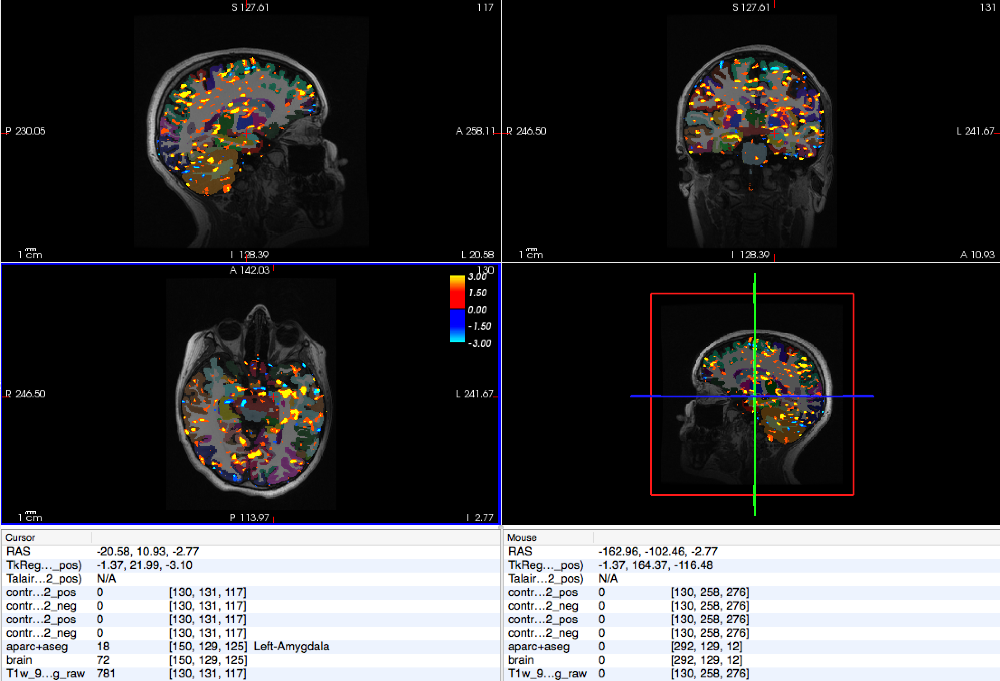 S 127.61
117
P 230.05
A 258.11
1 cm
I 128.39
L 20.58
S 127.61
131
R 246.50
L 241.67
1 cm
I 128.39
A 10.93
A 142.03
130
3.00
1.50
0.00
-1.50
-3.00
R 246.50
L 241.67
1 cm
P 113.97
I 2.77
Cursor
RAS -20.58, 10.93, -2.77
TkReg..._pos) -1.37, 21.99, -3.10
Talair...2_pos) N/A
contr...2_pos 0 [130, 131, 117]
contr...2_neg 0 [130, 131, 117]
contr...2_pos 0 [130, 131, 117]
contr...2_neg 0 [130, 131, 117]
aparc+aseg 18 [150, 129, 125] Left-Amygdala
brain 72 [150, 129, 125]
T1w_9...g_raw 781 [130, 131, 117]
Mouse
RAS -162.96, -102.46, -2.77
TkReg..._pos) -1.37, 164.37, -116.48
Talair...2_pos) N/A
contr...2_pos 0 [130, 258, 276]
contr...2_neg 0 [130, 258, 276]
contr...2_pos 0 [130, 258, 276]
contr...2_neg 0 [130, 258, 276]
aparc+aseg 0 [292, 129, 12]
brain 0 [292, 129, 12]
T1w_9...g_raw 0 [130, 258, 276]